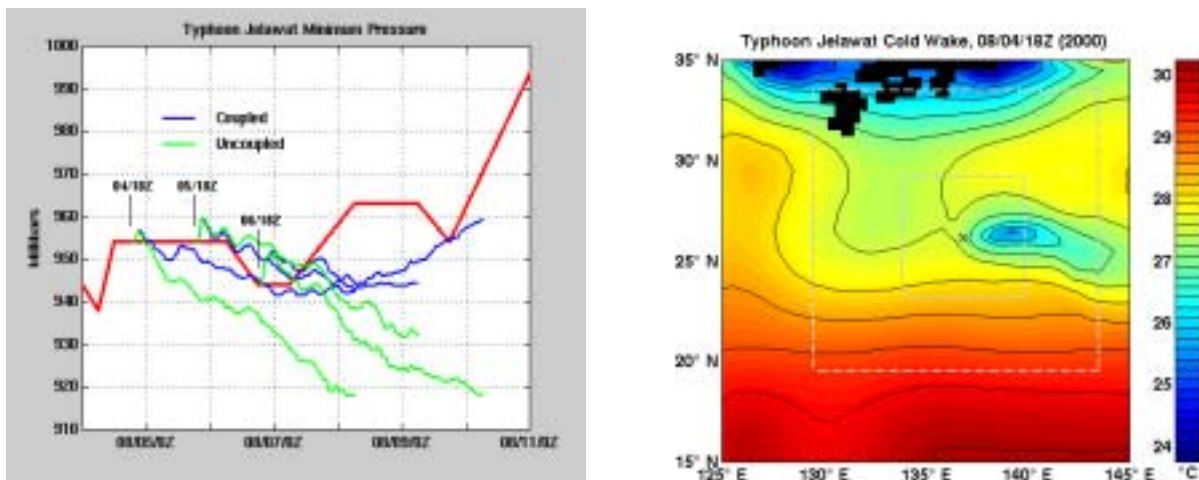 Typhoon Jelawat Minimum Pressure
1000
990
980
970
960
950
940
930
920
910
Millibars
Coupled
Uncoupled
04/18Z
05/18Z
06/18Z
08/05/0Z
08/07/0Z
08/09/0Z
08/11/0Z
Typhoon Jelawat Cold Wake, 08/04/18Z (2000)
35° N
30° N
25° N
20° N
15° N
125° E
130° E
135° E
140° E
145° E
x
30
29
28
27
26
25
24
°C